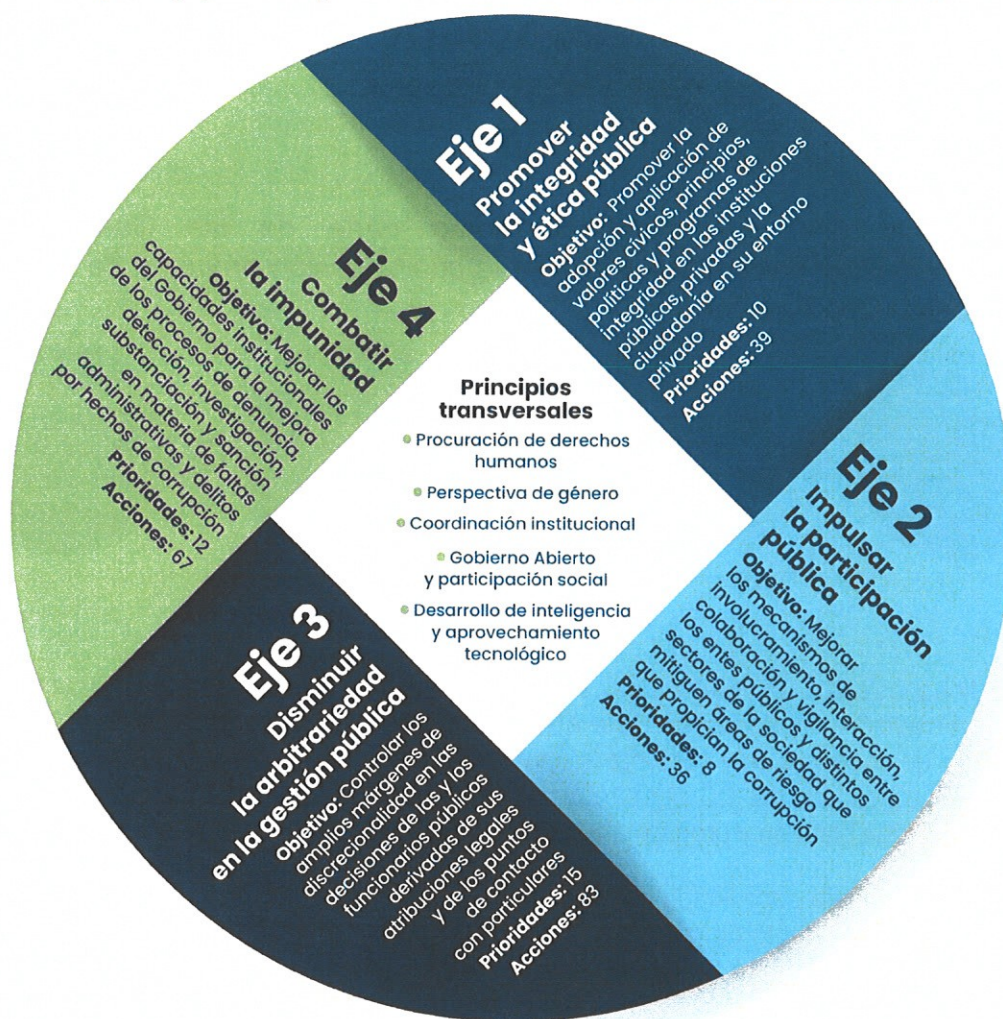 Eje 1
Promover
la integridad
y ética pública
Objetivo: Promover la
adopción y aplicación de
valores cívicos, principios,
políticas y programas de
integridad en las instituciones
públicas, privadas y la
ciudadanía en su entorno
privado
Prioridades: 10
Acciones: 39
Eje 2
Impulsar
la participación
pública
Objetivo: Mejorar
los mecanismos de
involucramiento, interacción,
colaboración y vigilancia entre
los entes públicos y distintos
sectores de la sociedad que
mitiguen áreas de riesgo
que propician la corrupción
Prioridades: 8
Acciones: 36
Eje 3
Disminuir
la arbitrariedad
en la gestión pública
Objetivo: Controlar los
amplios márgenes de
discrecionalidad en las
decisiones de las y los
funcionarios públicos
derivadas de sus
atribuciones legales
y de los puntos
de contacto
con particulares
Prioridades: 15
Acciones: 83
Eje 4
Combatir
la impunidad
Objetivo: Mejorar las
capacidades institucionales
del Gobierno para la mejora
de los procesos de denuncia,
detección, investigación,
substanciación y sanción
en materia de faltas
administrativas y delitos
por hechos de corrupción
Prioridades: 12
Acciones: 67
Principios
transversales
Procuración de derechos
humanos
Perspectiva de género
Coordinación institucional
Gobierno Abierto
y participación social
Desarrollo de inteligencia
y aprovechamiento
tecnológico